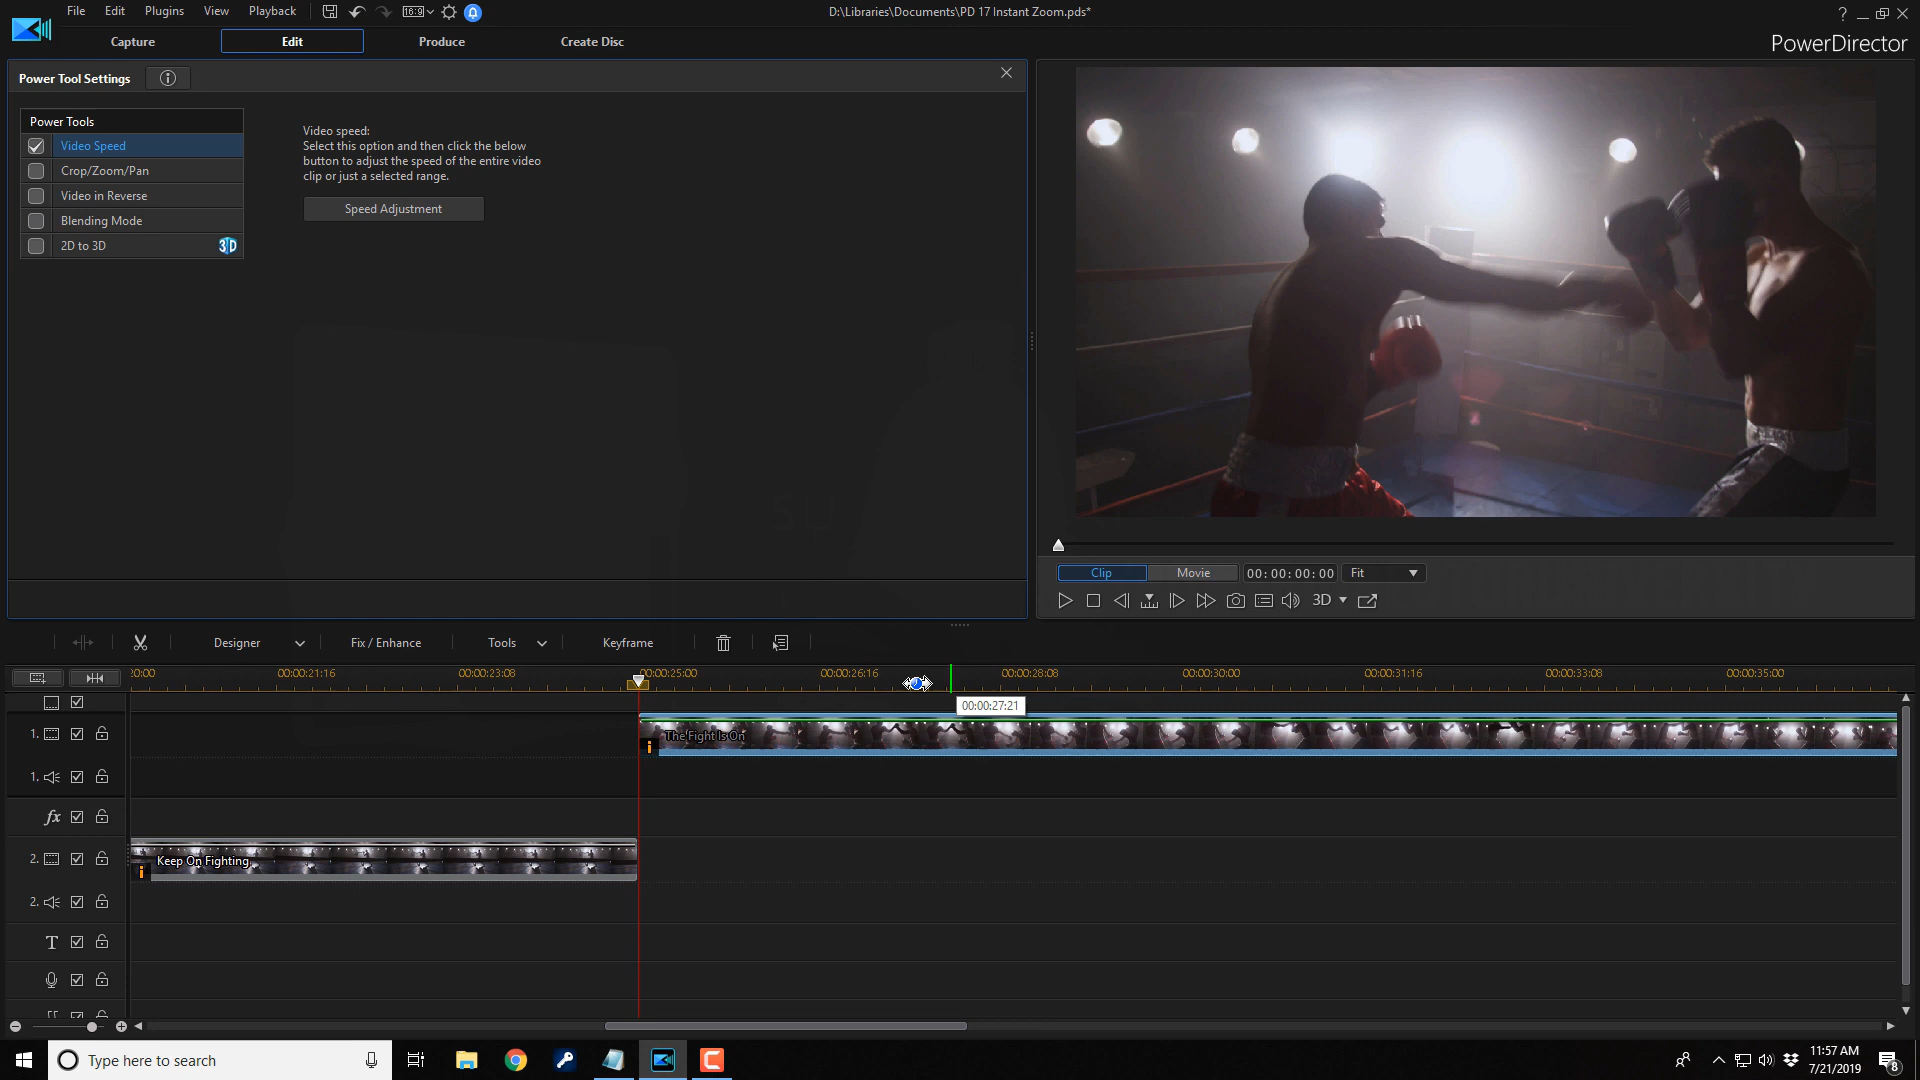 File Edit Plugins View Playback 16:9
D:\Libraries\Documents\PD 17 Instant Zoom.pds*
?
Capture Edit Produce Create Disc
PowerDirector
Power Tool Settings
Power Tools
Video Speed
Crop/Zoom/Pan
Video in Reverse
Blending Mode
2D to 3D 3D
Video speed:
Select this option and then click the below
button to adjust the speed of the entire video
clip or just a selected range.
Speed Adjustment
SU
Clip Movie 00:00:00:00 Fit
3D
Designer Fix / Enhance Tools Keyframe
20:00 00:00:21:16 00:00:23:08 00:00:25:00 00:00:26:16 00:00:28:08 00:00:30:00 00:00:31:16 00:00:33:08 00:00:35:00
00:00:27:21
1.
The Fight Is On
i
1.
fx
2.
Keep On Fighting
i
2.
T
Type here to search
11:57 AM
7/21/2019
8